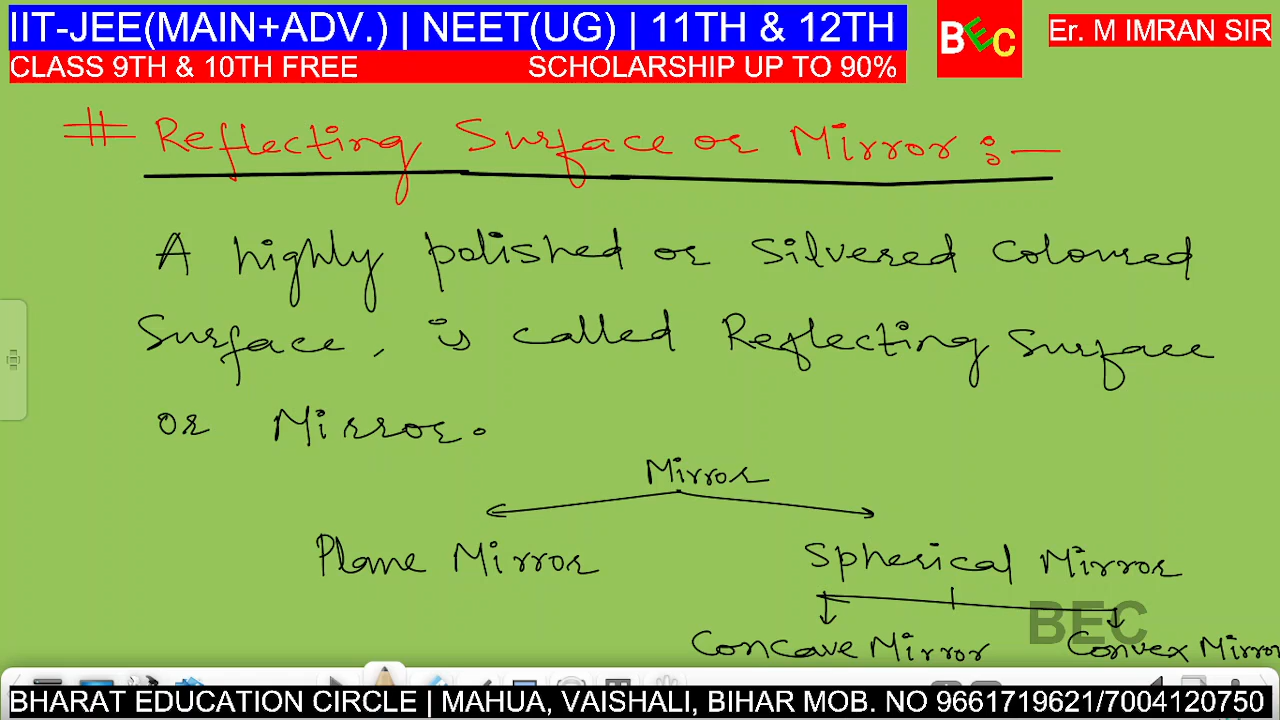 IIT-JEE(MAIN+ADV.) | NEET(UG) | 11TH & 12TH
BEC
Er. M IMRAN SIR
CLASS 9TH & 10TH FREE SCHOLARSHIP UP TO 90%
# Reflecting Surface or Mirror :-
A highly polished or Silvered Coloured
Surface, is called Reflecting Surface
or Mirror.
Mirror
Plane Mirror Spherical Mirror
BEC
Concave Mirror Convex Mirror
BHARAT EDUCATION CIRCLE | MAHUA, VAISHALI, BIHAR MOB. NO 9661719621/7004120750